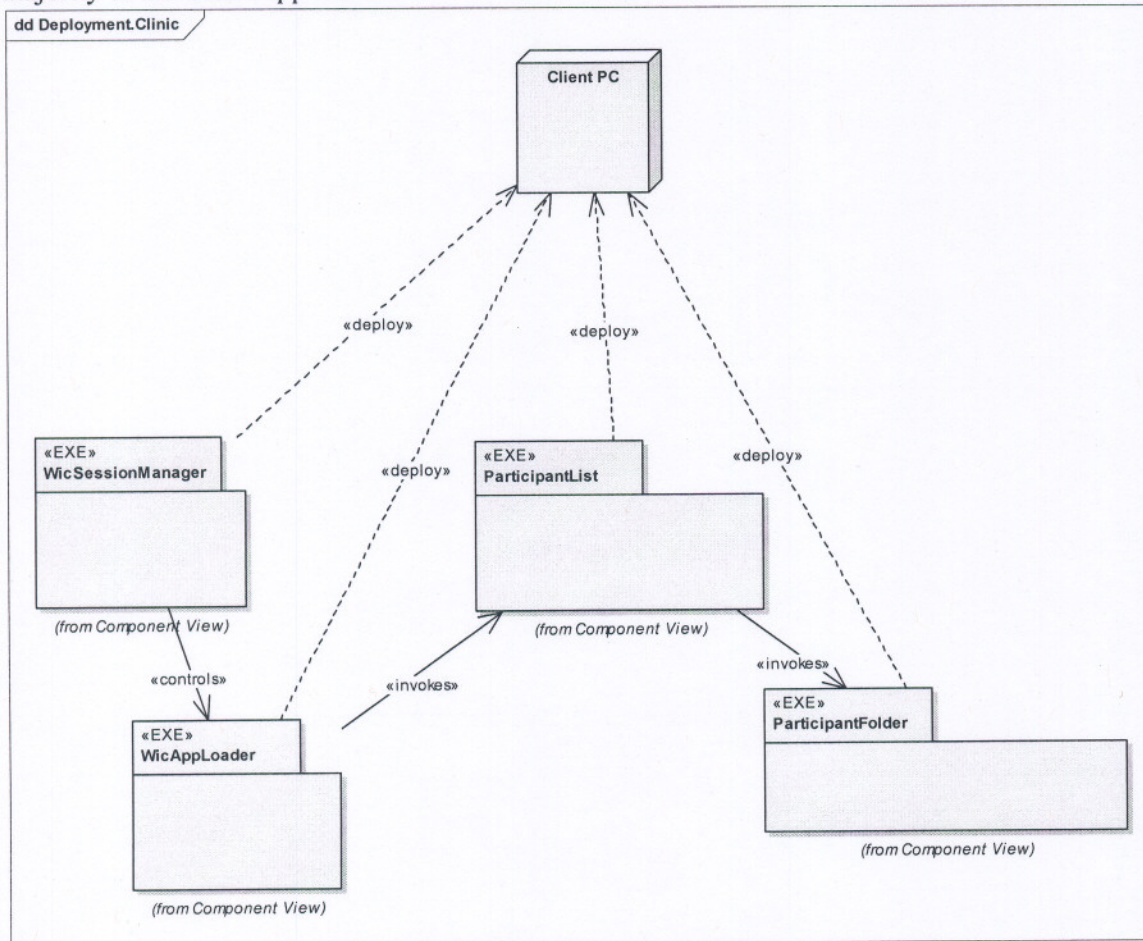 dd Deployment.Clinic
Client PC
«deploy»
«deploy»
«deploy»
«deploy»
«EXE»
WicSessionManager
(from Component View)
«EXE»
ParticipantList
(from Component View)
«controls»
«invokes»
«invokes»
«EXE»
WicAppLoader
(from Component View)
«EXE»
ParticipantFolder
(from Component View)